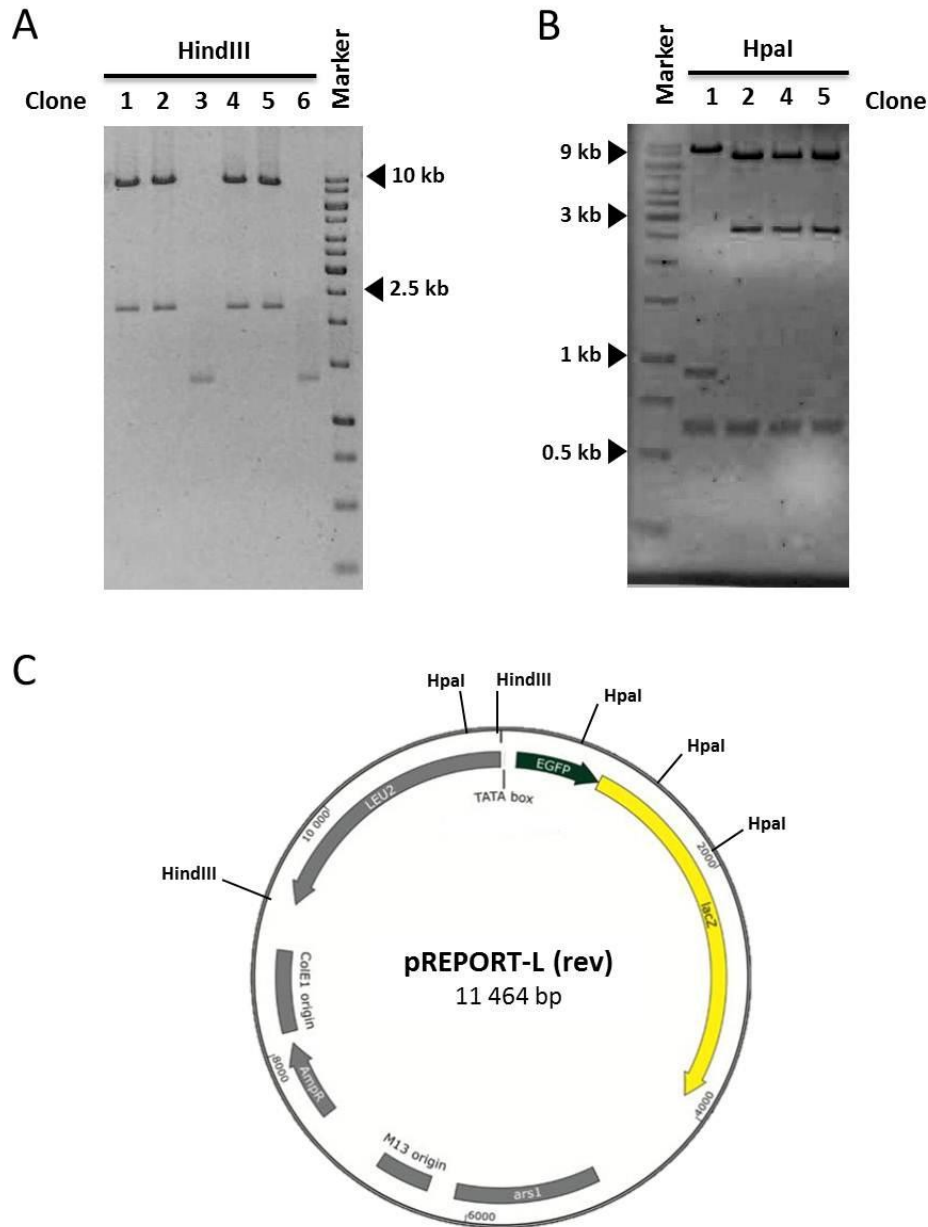 A
HindIII
Clone 1 2 3 4 5 6 Marker
10 kb
2.5 kb
B
HpaI
Marker 1 2 4 5 Clone
9 kb
3 kb
1 kb
0.5 kb
C
HpaI HindIII HpaI
HpaI
HpaI
HindIII
EGFP
LEU2
TATA box
10 000
2000
lacZ
pREPORT-L (rev)
11 464 bp
ColE1 origin
8000
AmpR
4000
M13 origin
ars1
6000